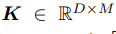 K ∈ ℝ^{D×M}